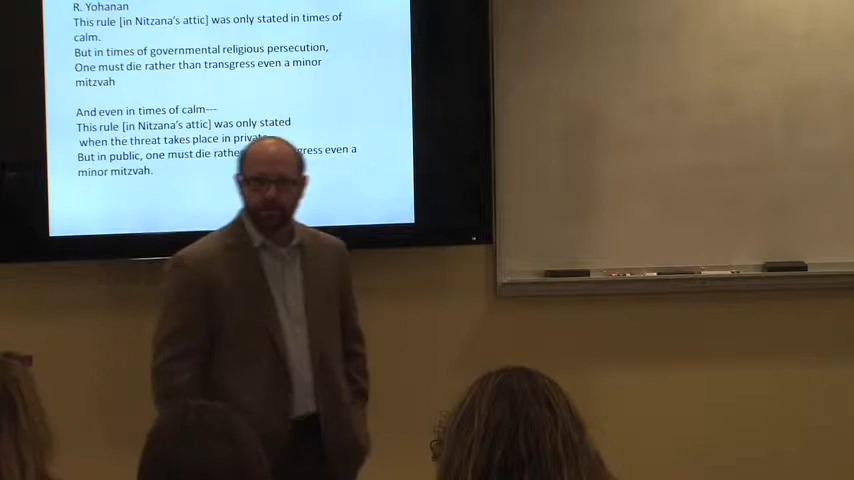 R. Yohanan
This rule [in Nitzana's attic] was only stated in times of
calm.
But in times of governmental religious persecution,
One must die rather than transgress even a minor
mitzvah
And even in times of calm---
This rule [in Nitzana's attic] was only stated
when the threat takes place in private
But in public, one must die rathe gress even a
minor mitzvah.